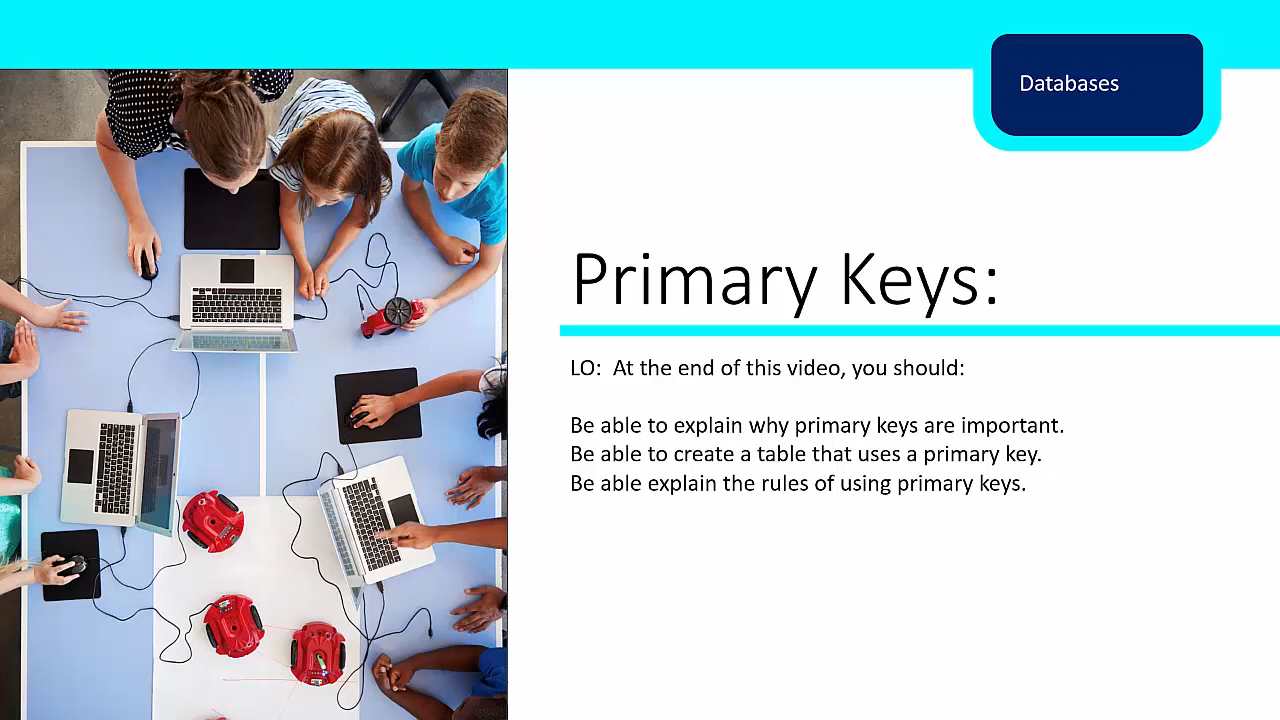 Databases
Primary Keys:
LO:  At the end of this video, you should:
Be able to explain why primary keys are important.
Be able to create a table that uses a primary key.
Be able explain the rules of using primary keys.